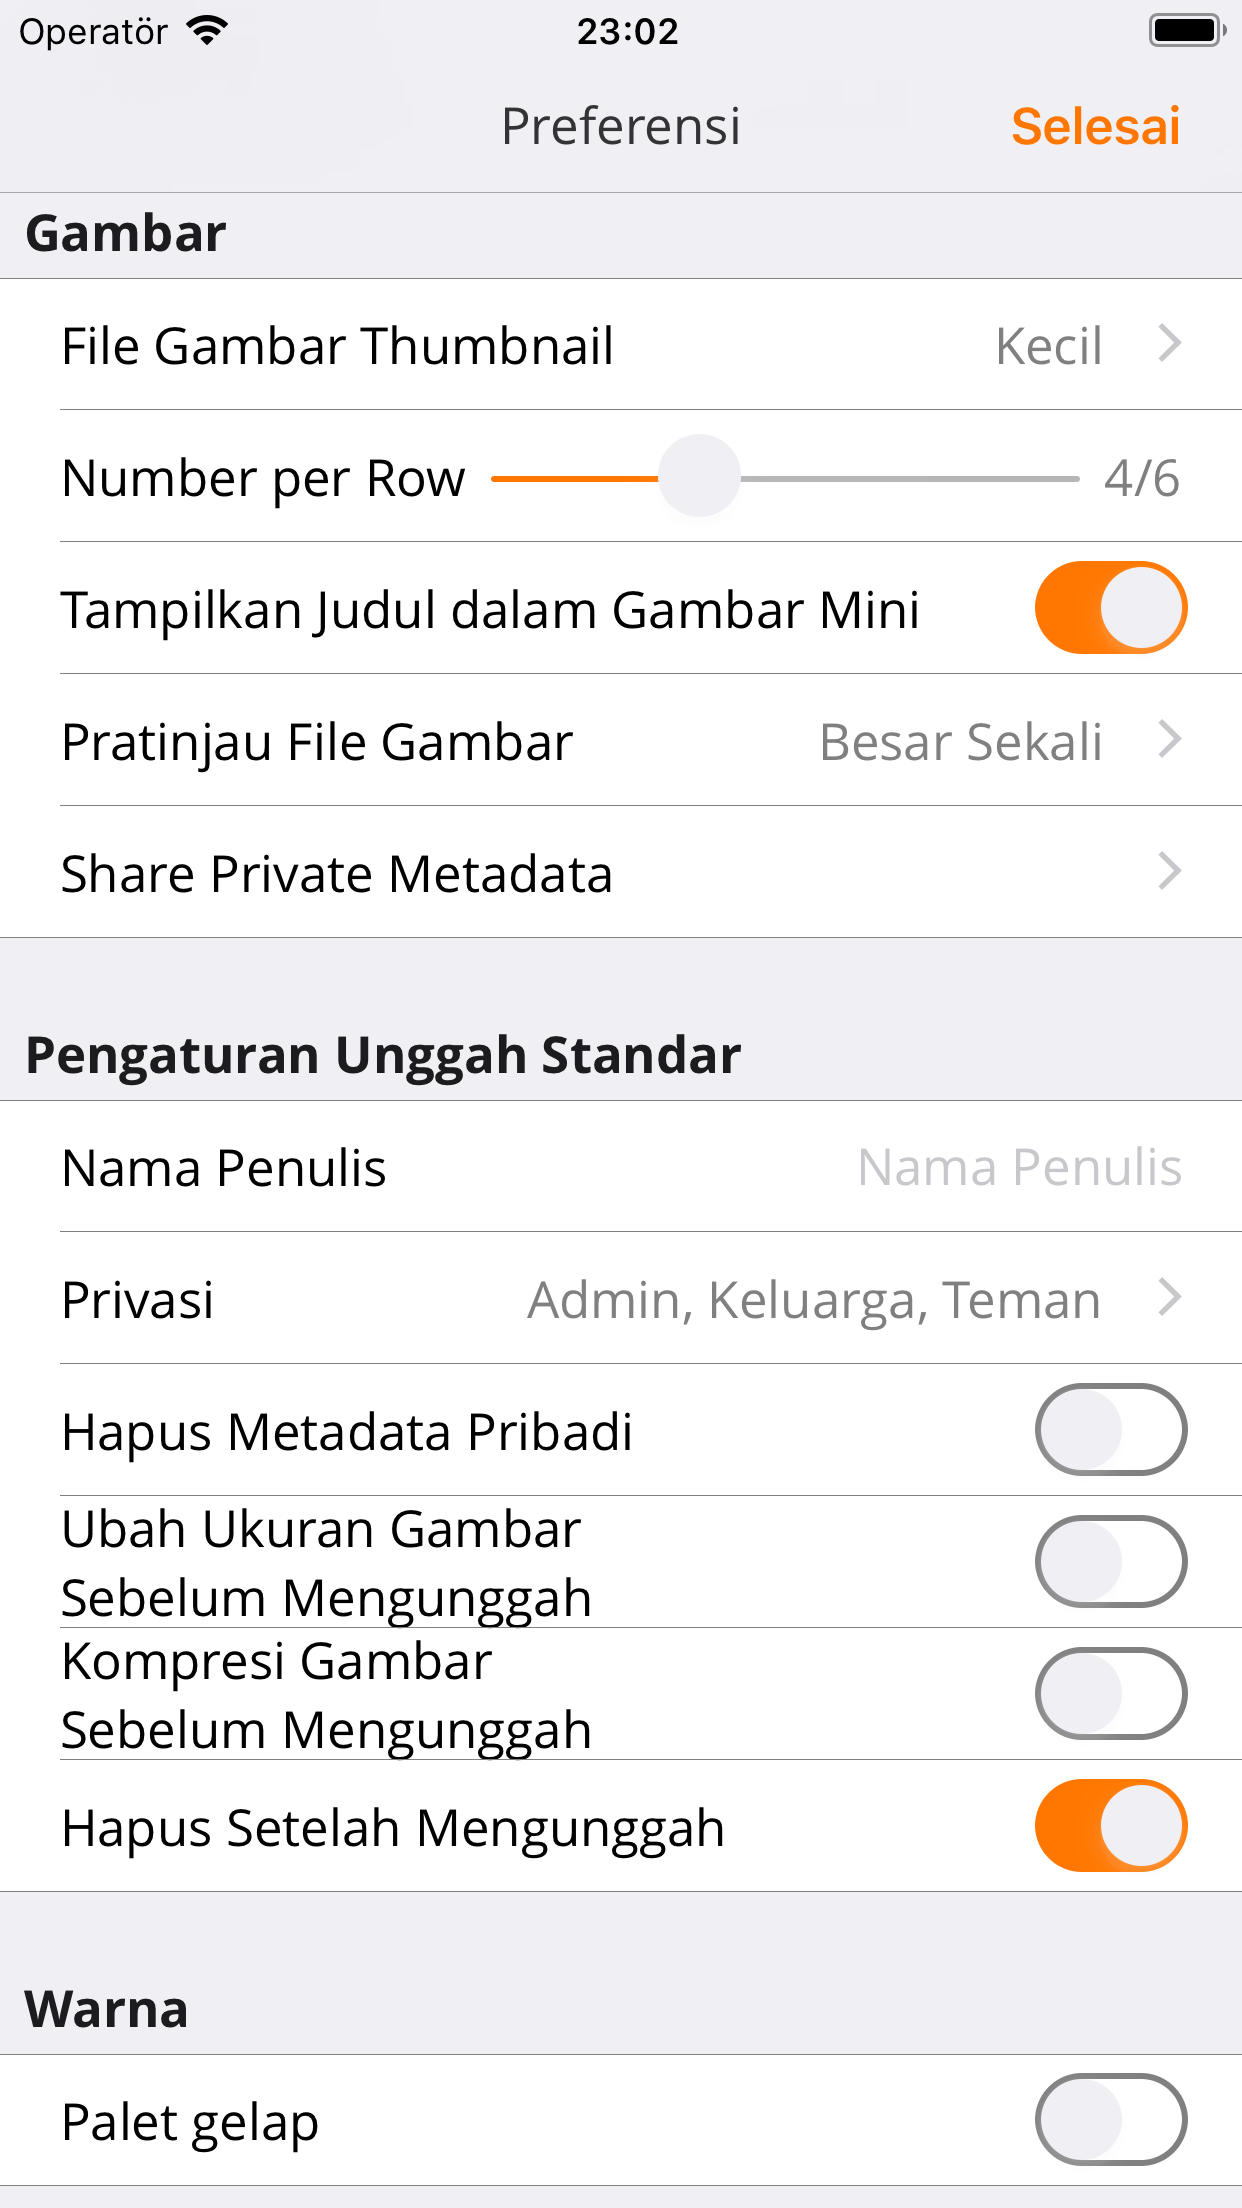 Operatör
23:02
Preferensi
Selesai
Gambar
File Gambar Thumbnail
Kecil
Number per Row
4/6
Tampilkan Judul dalam Gambar Mini
Pratinjau File Gambar
Besar Sekali
Share Private Metadata
Pengaturan Unggah Standar
Nama Penulis
Nama Penulis
Privasi
Admin, Keluarga, Teman
Hapus Metadata Pribadi
Ubah Ukuran Gambar
Sebelum Mengunggah
Kompresi Gambar
Sebelum Mengunggah
Hapus Setelah Mengunggah
Warna
Palet gelap